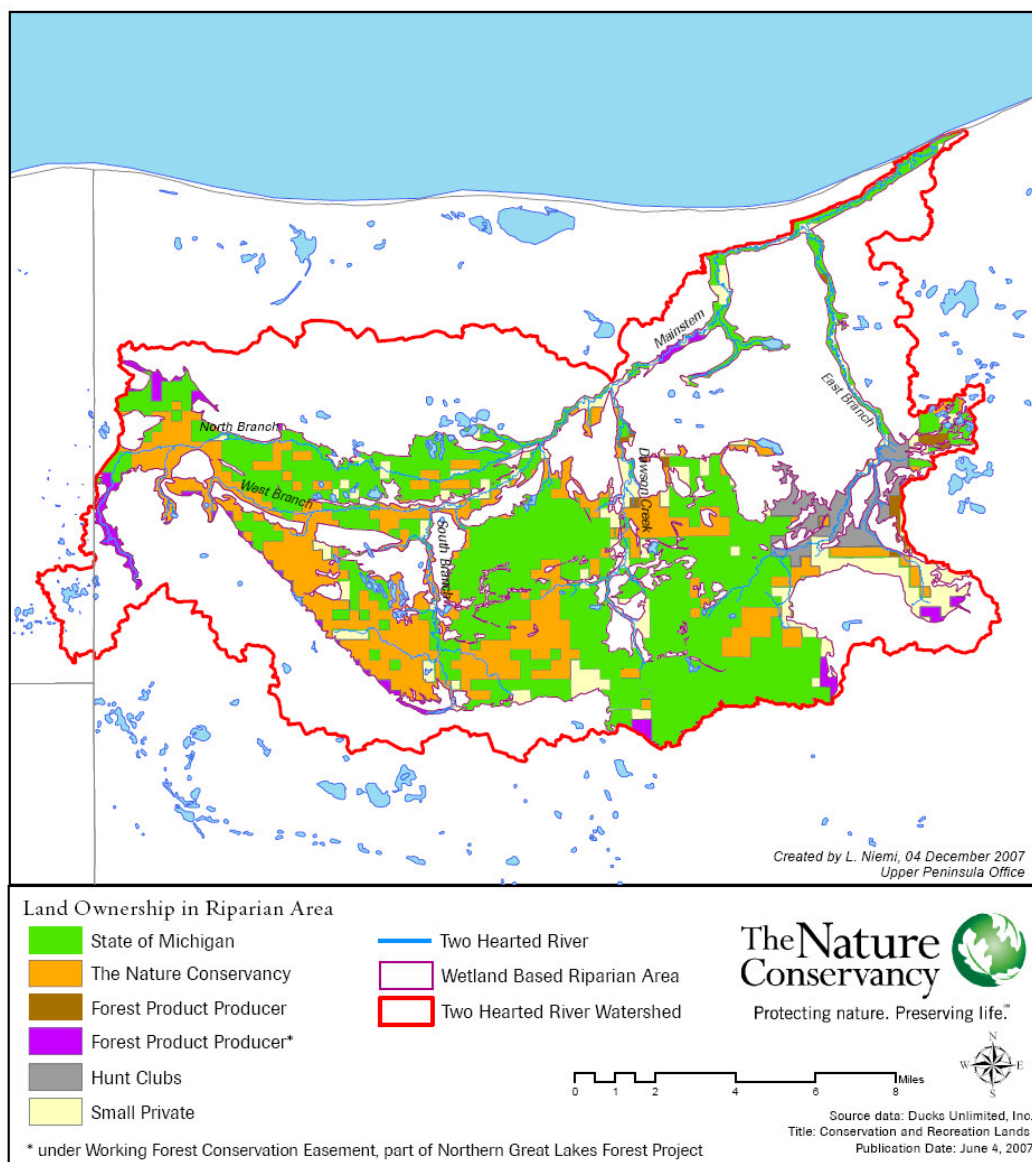 Mainstem
East Branch
North Branch
West Branch
South Branch
Dawson Creek
Created by L. Niemi, 04 December 2007
Upper Peninsula Office
Land Ownership in Riparian Area
State of Michigan
The Nature Conservancy
Forest Product Producer
Forest Product Producer*
Hunt Clubs
Small Private
* under Working Forest Conservation Easement, part of Northern Great Lakes Forest Project
Two Hearted River
Wetland Based Riparian Area
Two Hearted River Watershed
The Nature
Conservancy
Protecting nature. Preserving life.℠
N
W E
S
0 1 2 4 6 8 Miles
Source data: Ducks Unlimited, Inc.
Title: Conservation and Recreation Lands
Publication Date: June 4, 2007